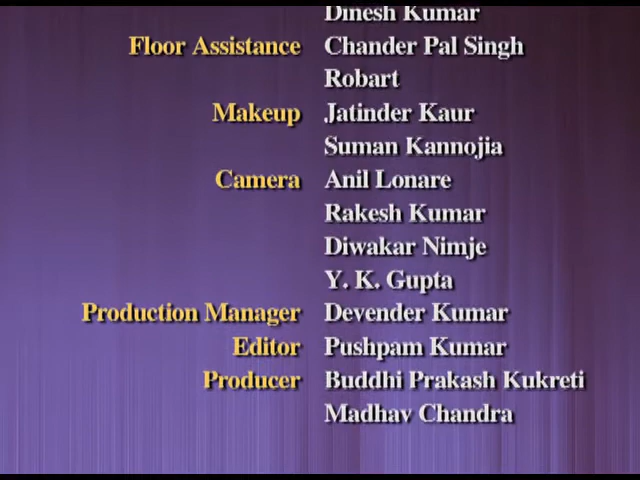 Dinesh Kumar
Floor Assistance Chander Pal Singh
Robart
Makeup Jatinder Kaur
Suman Kannojia
Camera Anil Lonare
Rakesh Kumar
Diwakar Nimje
Y. K. Gupta
Production Manager Devender Kumar
Editor Pushpam Kumar
Producer Buddhi Prakash Kukreti
Madhav Chandra